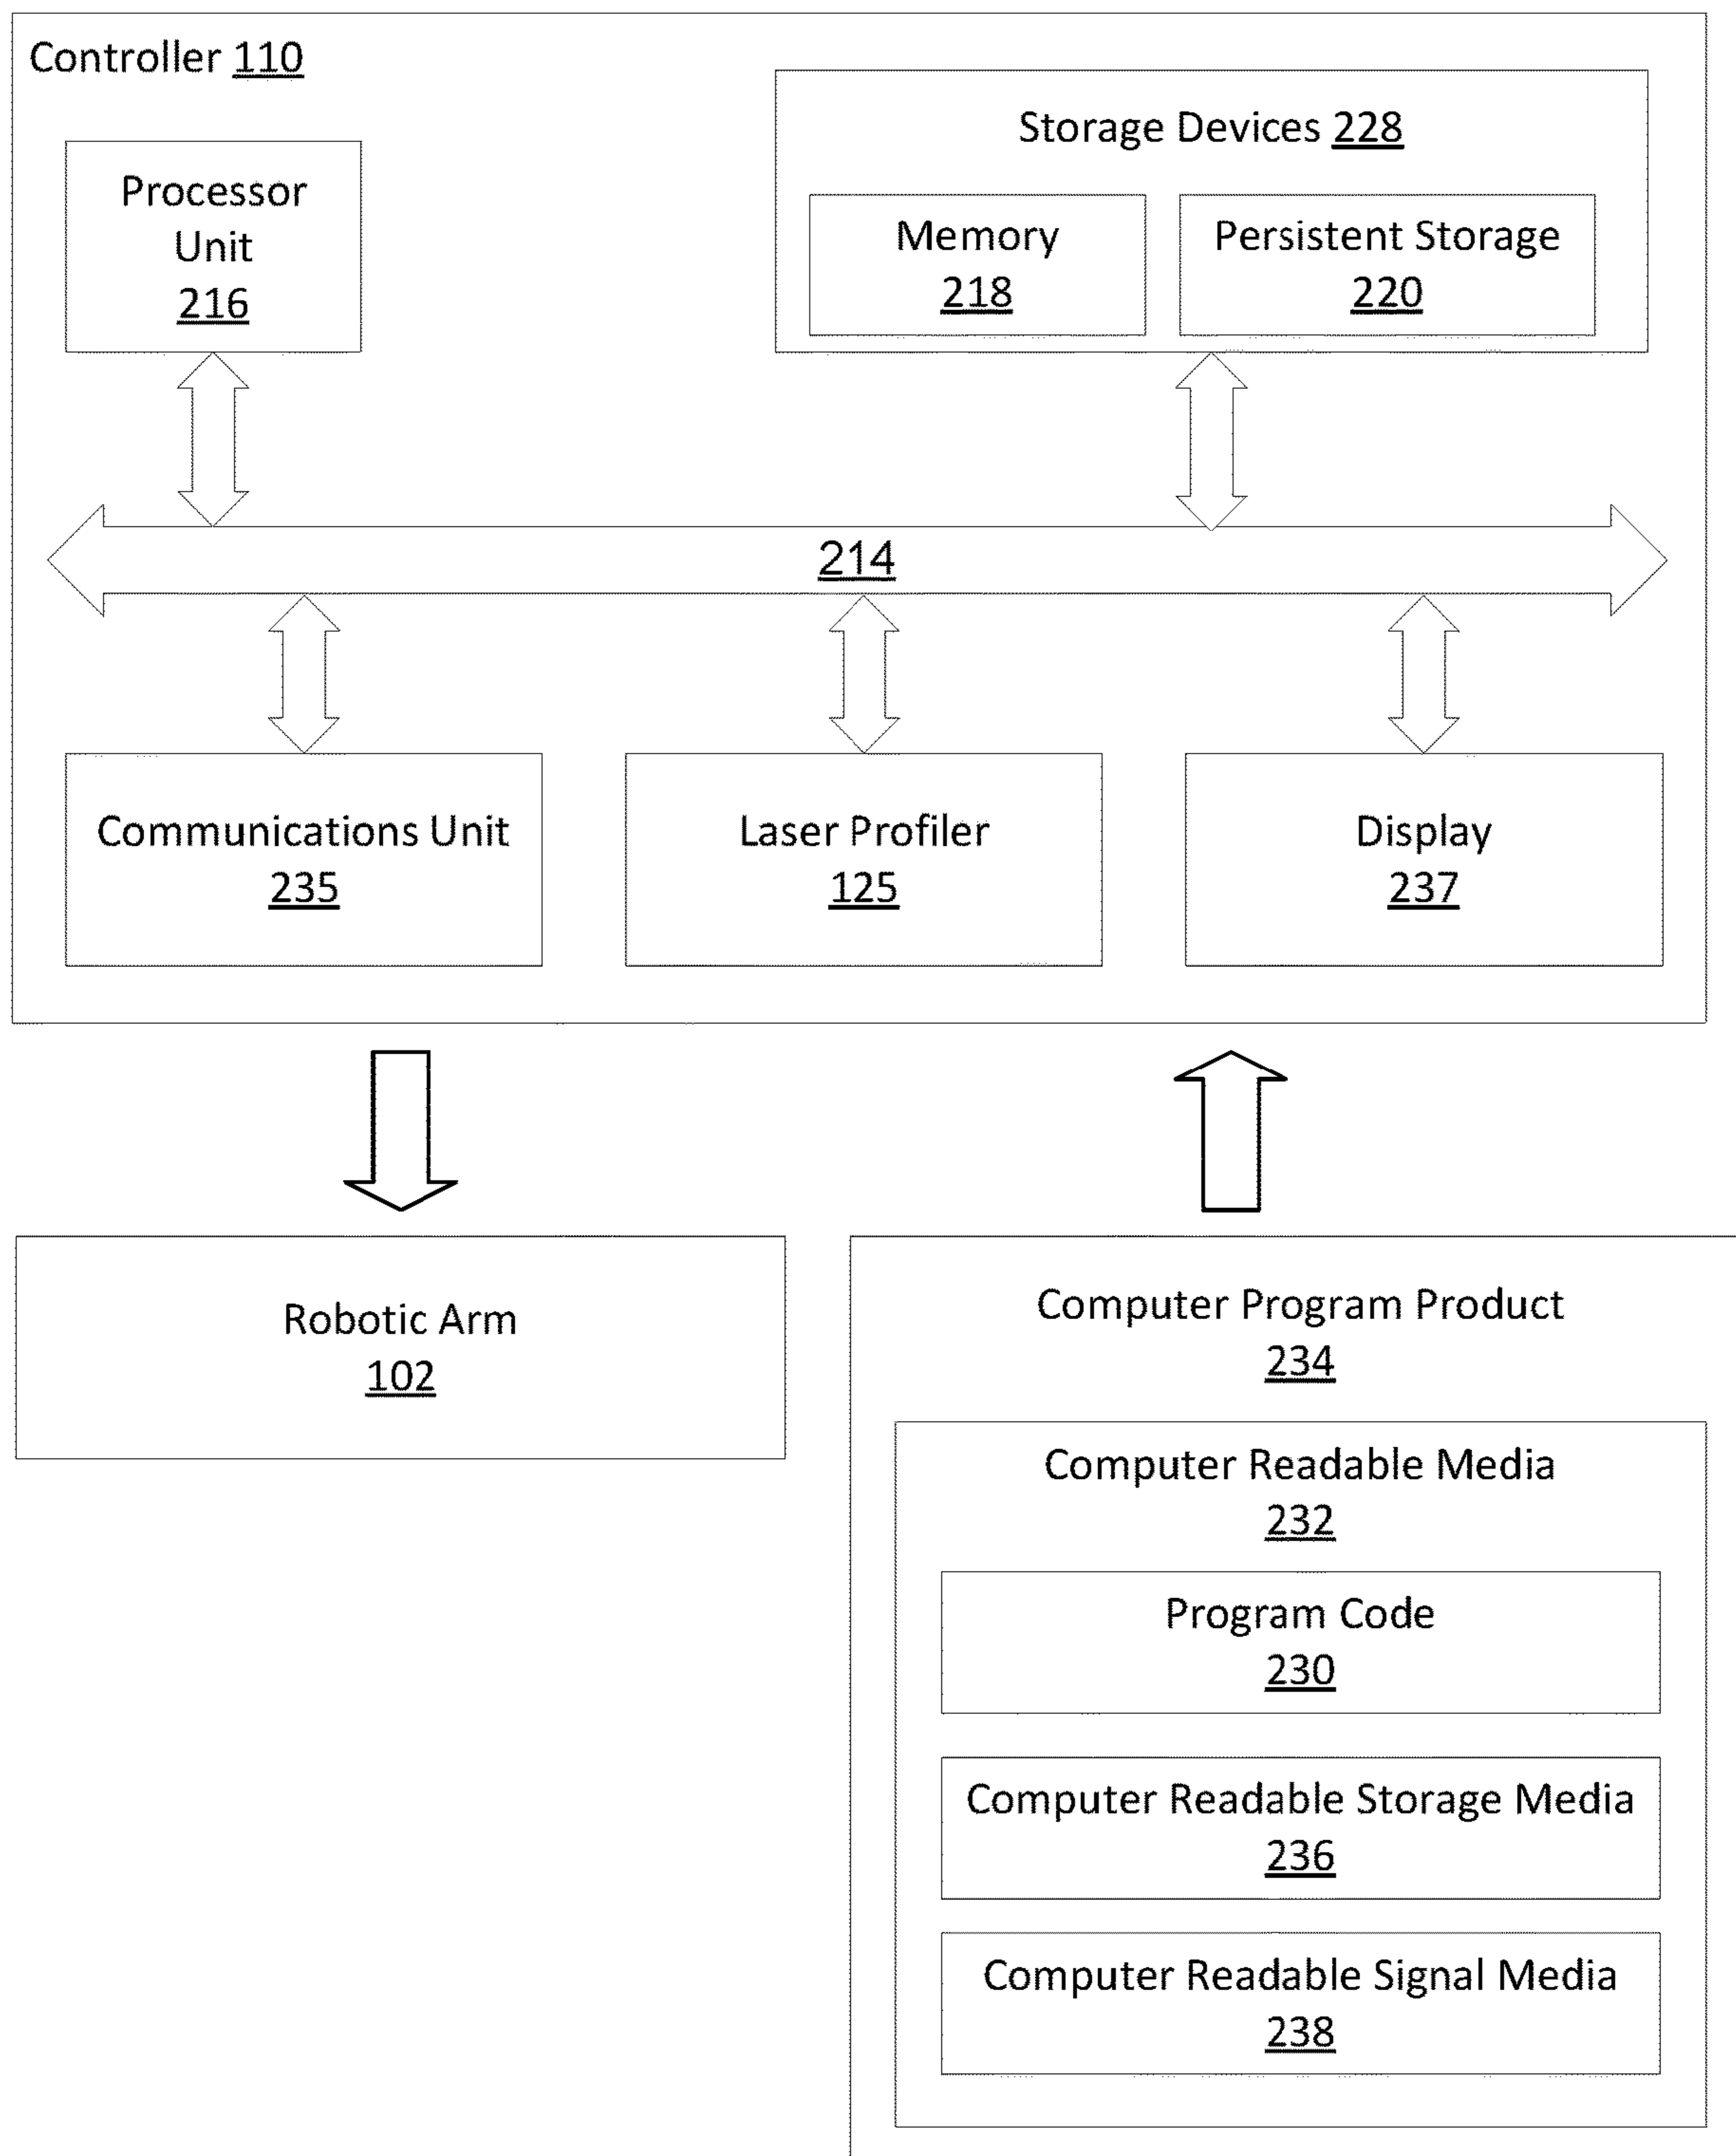 Controller 110
Storage Devices 228
Processor
Unit
216
Memory
218
Persistent Storage
220
214
Communications Unit
235
Laser Profiler
125
Display
237
Robotic Arm
102
Computer Program Product
234
Computer Readable Media
232
Program Code
230
Computer Readable Storage Media
236
Computer Readable Signal Media
238